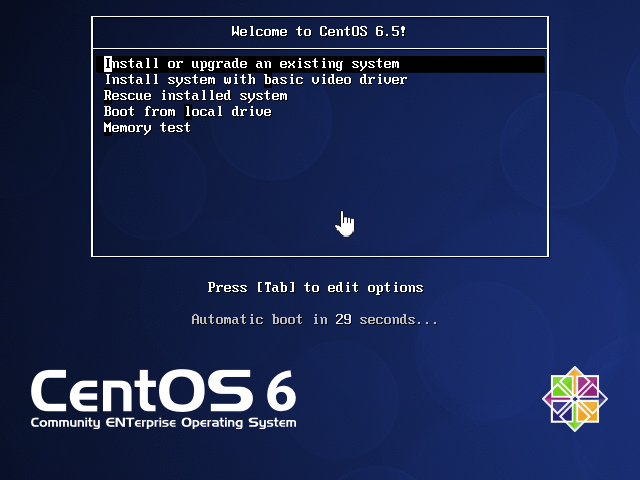 Welcome to CentOS 6.5!
Install or upgrade an existing system
Install system with basic video driver
Rescue installed system
Boot from local drive
Memory test
Press [Tab] to edit options
Automatic boot in 29 seconds...
CentOS 6
Community ENTerprise Operating System